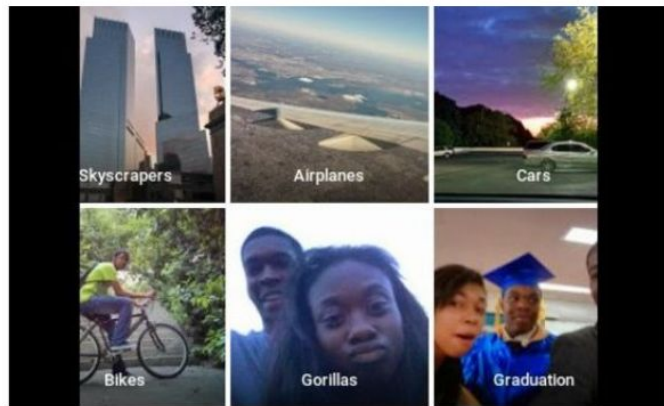 Skyscrapers
Airplanes
Cars
Bikes
Gorillas
Graduation